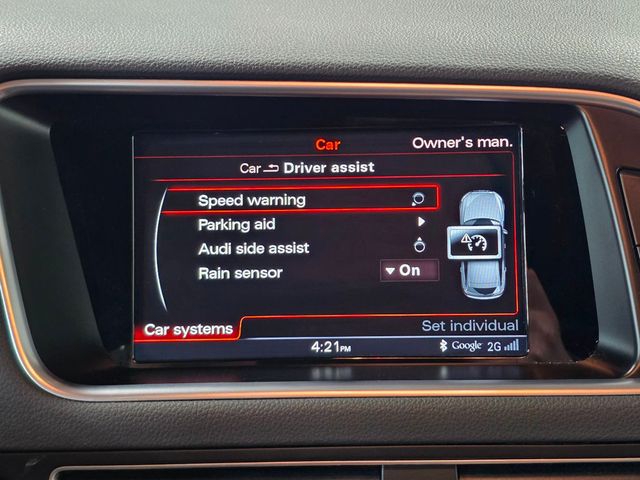 Car
Owner's man.
Car Driver assist
Speed warning
Parking aid
Audi side assist
Rain sensor
On
Car systems
Set individual
4:21PM
Google 2G